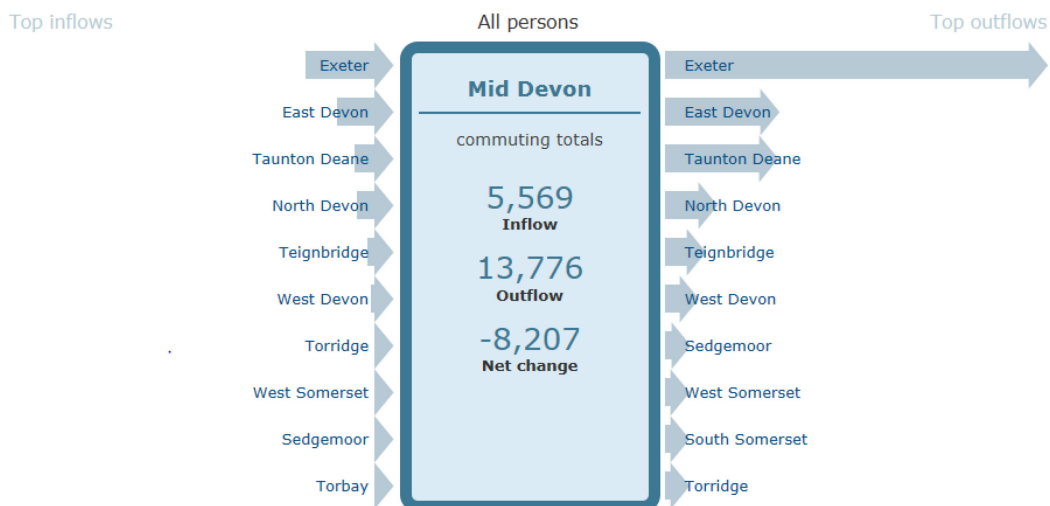 Top inflows
All persons
Top outflows
Exeter
East Devon
Taunton Deane
North Devon
Teignbridge
West Devon
Torridge
West Somerset
Sedgemoor
Torbay
Mid Devon
commuting totals
5,569
Inflow
13,776
Outflow
-8,207
Net change
Exeter
East Devon
Taunton Deane
North Devon
Teignbridge
West Devon
Sedgemoor
West Somerset
South Somerset
Torridge